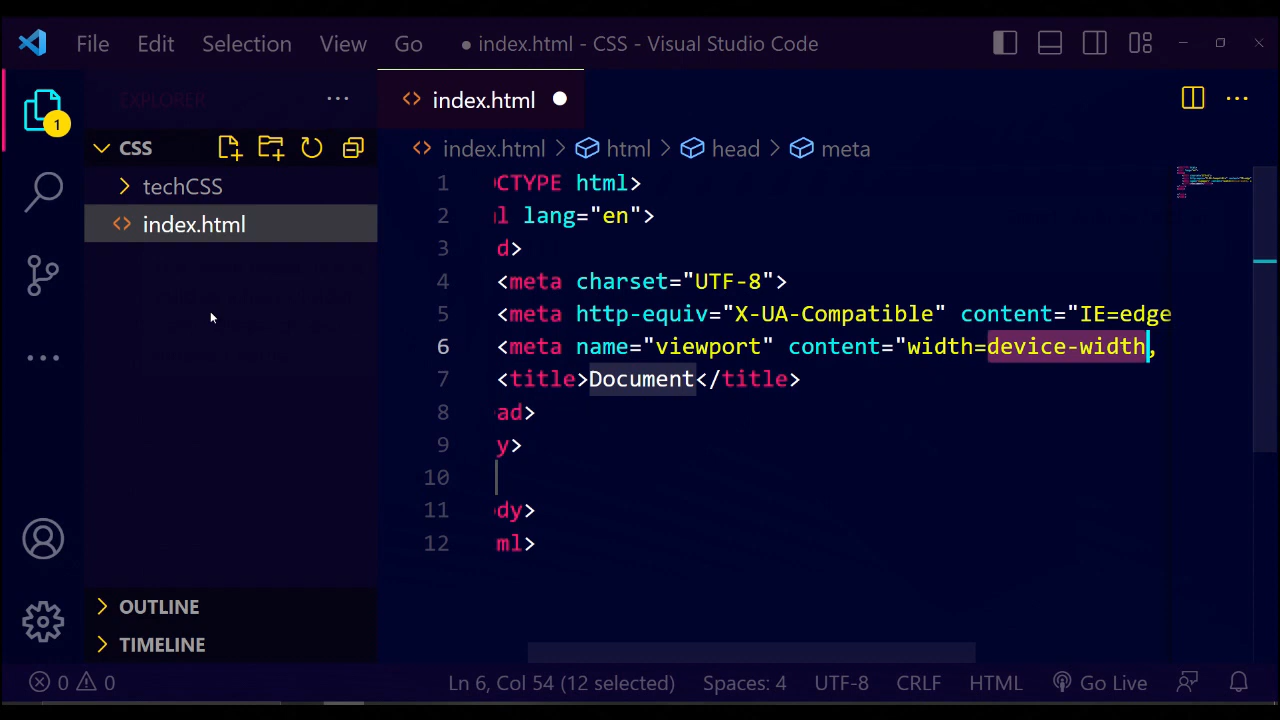 File Edit Selection View Go ● index.html - CSS - Visual Studio Code
EXPLORER
1
CSS
techCSS
index.html
OUTLINE
TIMELINE
index.html
index.html > html > head > meta
1 OCTYPE html>
2 l lang="en">
3 d>
4 <meta charset="UTF-8">
5 <meta http-equiv="X-UA-Compatible" content="IE=edge
6 <meta name="viewport" content="width=device-width,
7 <title>Document</title>
8 ad>
9 y>
10
11 dy>
12 ml>
0 0 Ln 6, Col 54 (12 selected) Spaces: 4 UTF-8 CRLF HTML Go Live